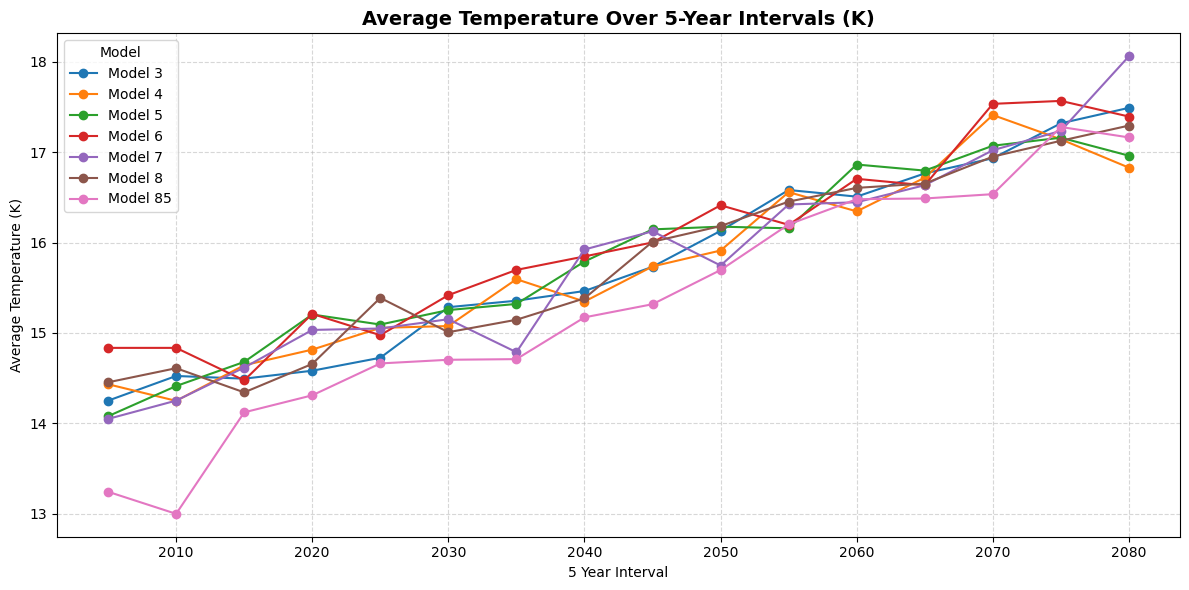 Average Temperature Over 5-Year Intervals (K)
Model
Model 3
Model 4
Model 5
Model 6
Model 7
Model 8
Model 85
Average Temperature (K)
18
17
16
15
14
13
2010 2020 2030 2040 2050 2060 2070 2080
5 Year Interval